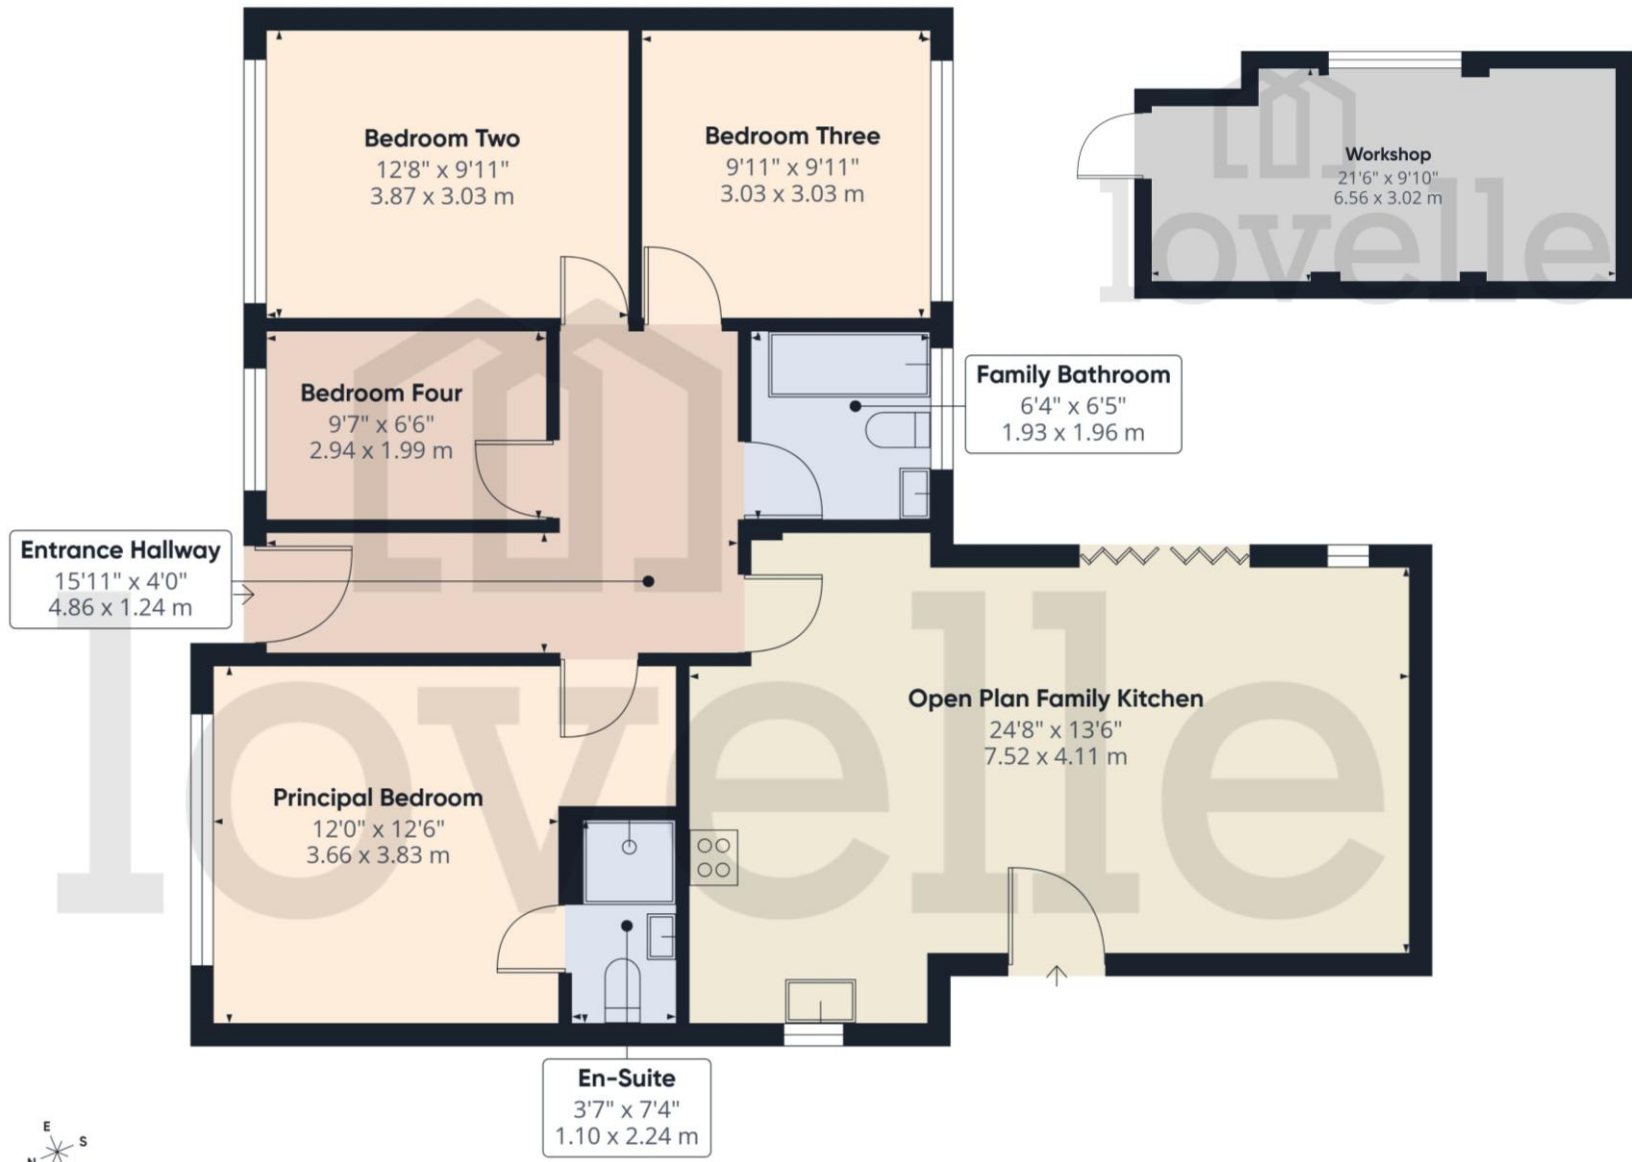 Bedroom Two
12'8" x 9'11"
3.87 x 3.03 m
Bedroom Three
9'11" x 9'11"
3.03 x 3.03 m
Workshop
21'6" x 9'10"
6.56 x 3.02 m
lovelle
Bedroom Four
9'7" x 6'6"
2.94 x 1.99 m
Family Bathroom
6'4" x 6'5"
1.93 x 1.96 m
Entrance Hallway
15'11" x 4'0"
4.86 x 1.24 m
Open Plan Family Kitchen
24'8" x 13'6"
7.52 x 4.11 m
Principal Bedroom
12'0" x 12'6"
3.66 x 3.83 m
lovelle
En-Suite
3'7" x 7'4"
1.10 x 2.24 m
E
S
N